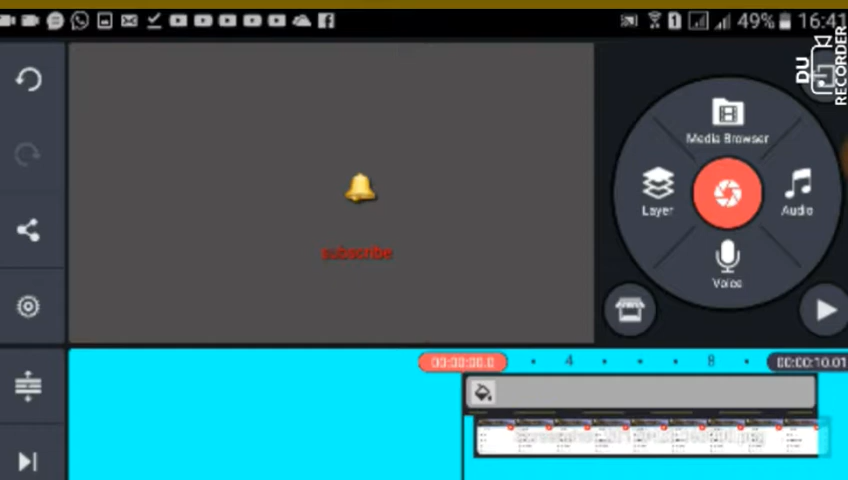 1 49% 16:41
DU RECORDER
Media Browser
Layer
Audio
Voice
subscribe
00:00:00.0
4
8
00:00:10.01